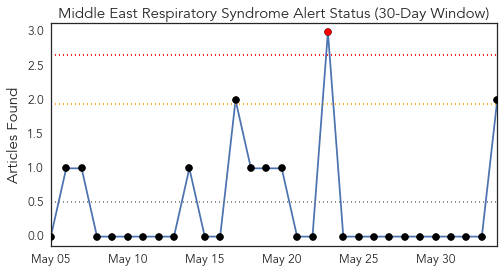 Middle East Respiratory Syndrome Alert Status (30-Day Window)
Articles Found
3.0
2.5
2.0
1.5
1.0
0.5
0.0
May 05 May 10 May 15 May 20 May 25 May 30